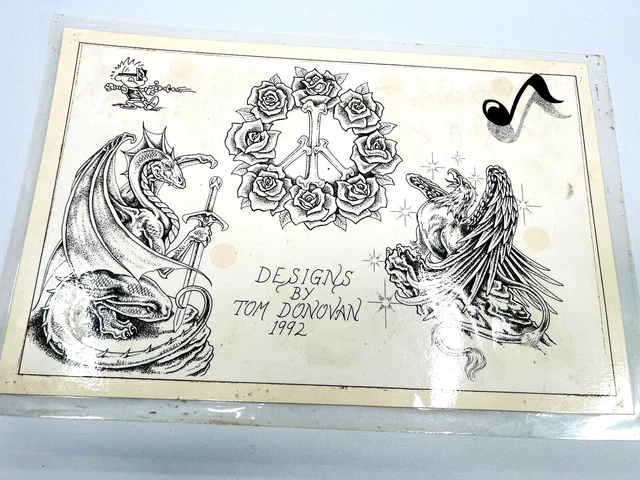 DESIGNS
BY
TOM DONOVAN
1992